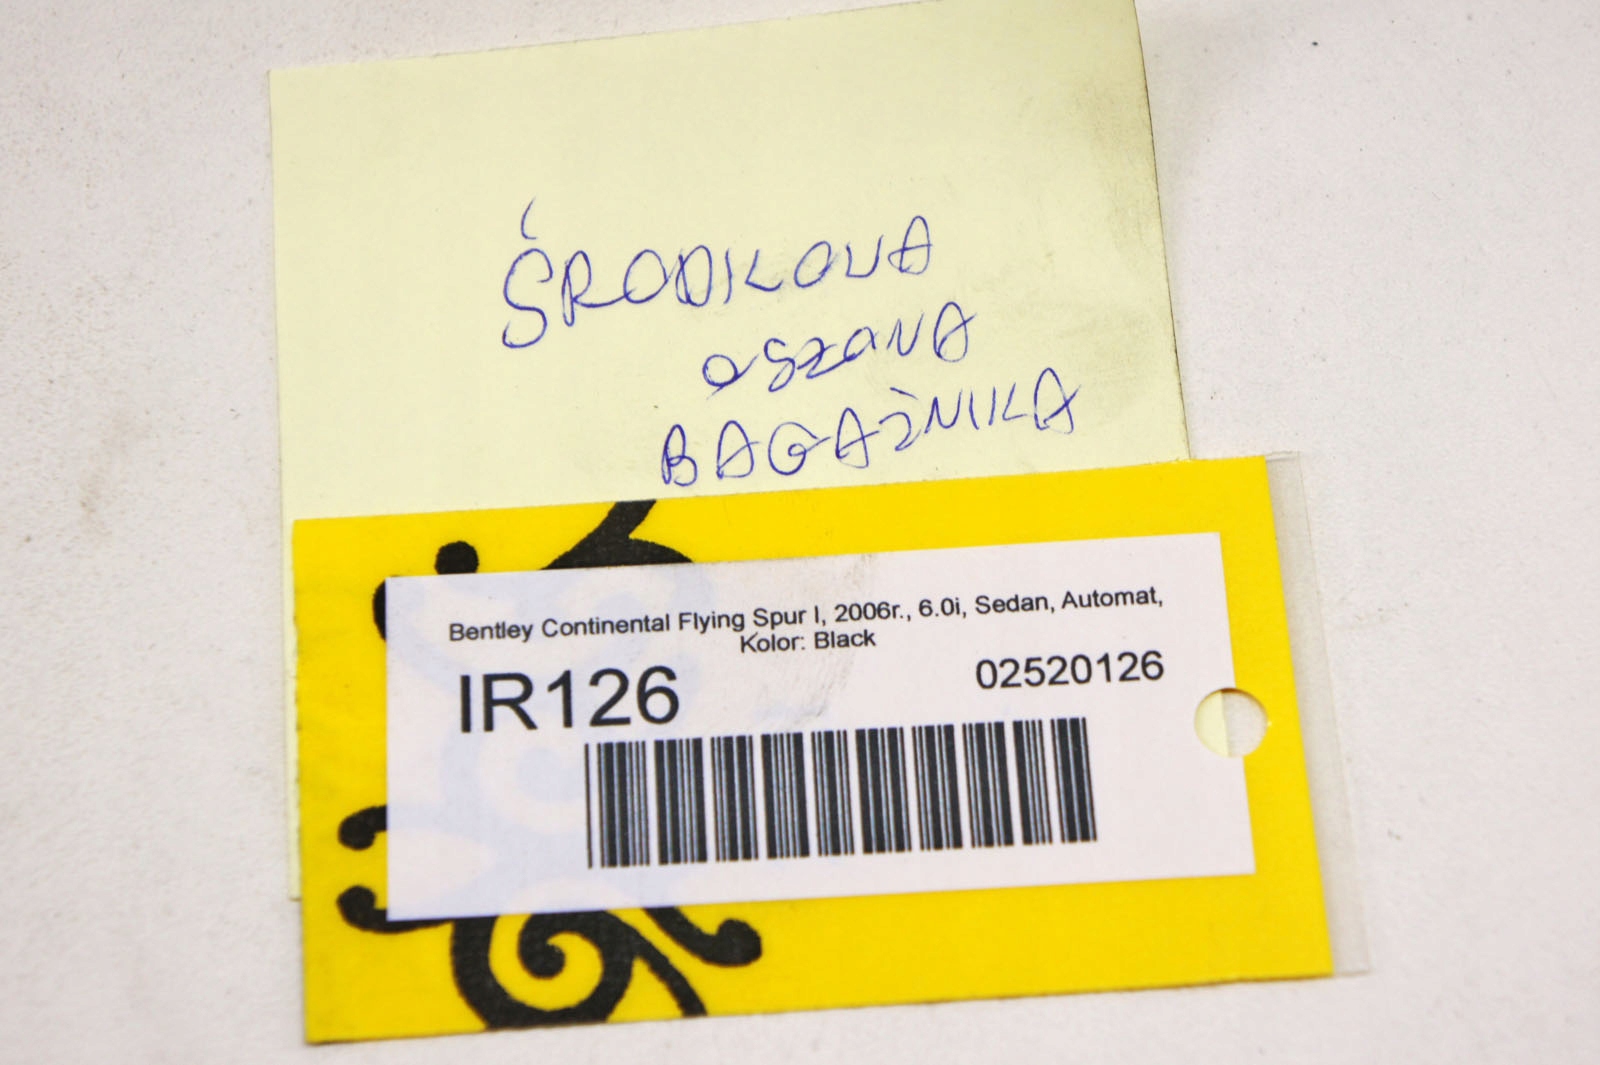 ŚRODKOWA
OSŁONA
BAGAŻNIKA
Bentley Continental Flying Spur I, 2006r., 6.0i, Sedan, Automat,
Kolor: Black
IR126
02520126